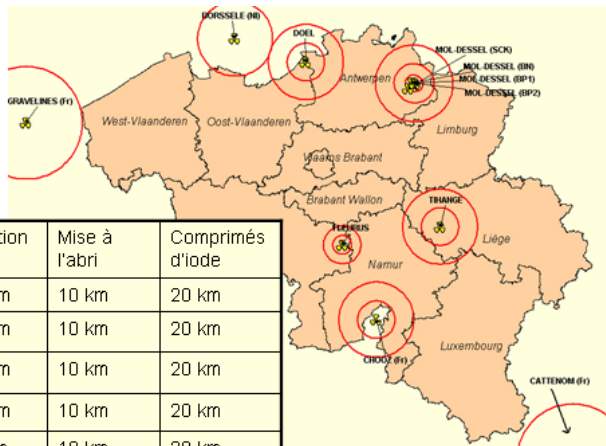 BORSSELE (Nl)
DOEL
MOL-DESSEL (SCK)
MOL-DESSEL (BN)
MOL-DESSEL (BP1)
MOL-DESSEL (BP2)
Antwerpen
GRAVELINES (Fr)
West-Vlaanderen
Oost-Vlaanderen
Limburg
Vlaams Brabant
Brabant Wallon
TIHANGE
FLEURUS
Liége
Namur
CHOOZ (Fr)
Luxembourg
CATTENOM (Fr)
tion Mise à l'abri Comprimés d'iode
m 10 km 20 km
m 10 km 20 km
m 10 km 20 km
m 10 km 20 km